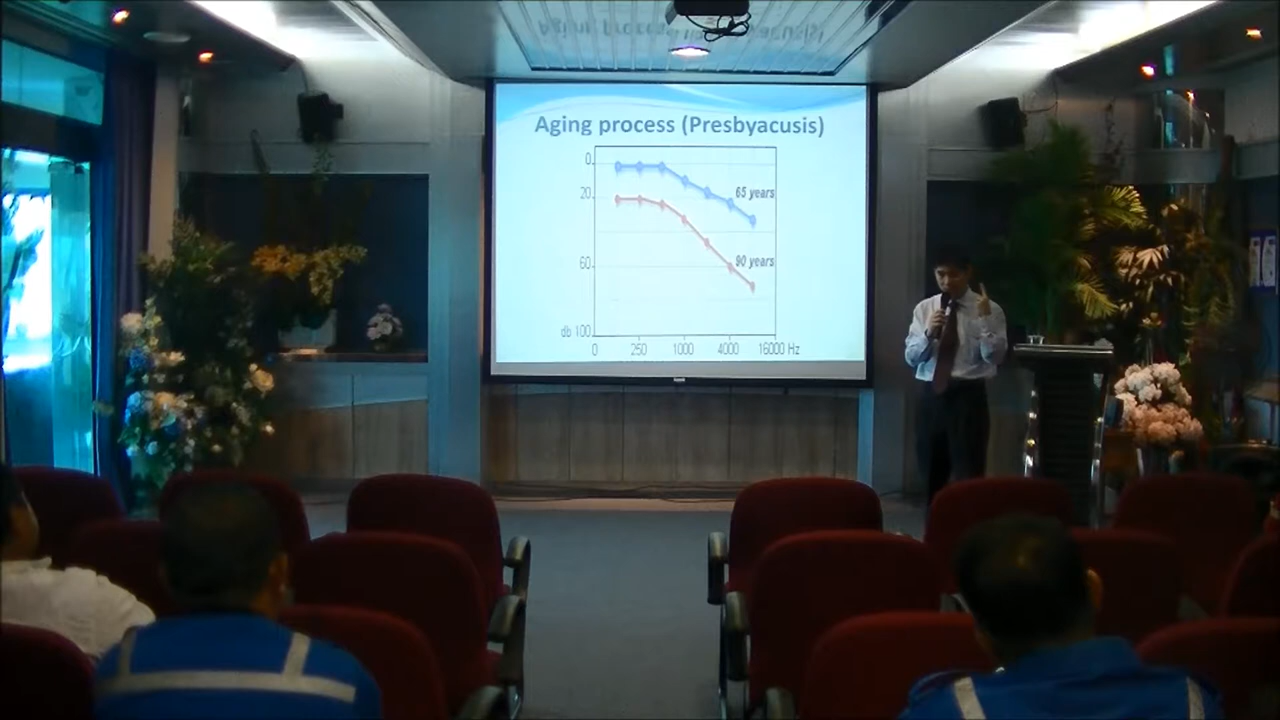 Aging process (Presbyacusis)
0
20
65 years
60
90 years
db 100
0 250 1000 4000 16000 Hz